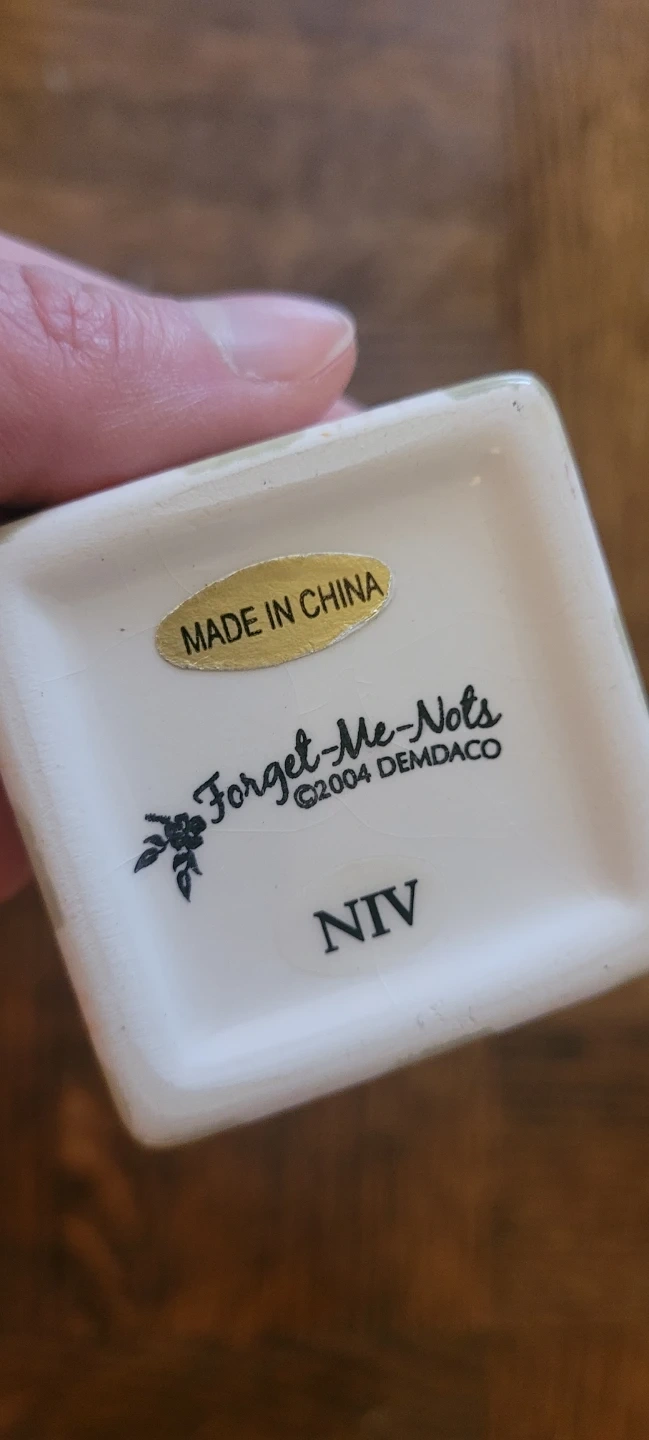 MADE IN CHINA
Forget-Me-Nots
©2004 DEMDACO
NIV